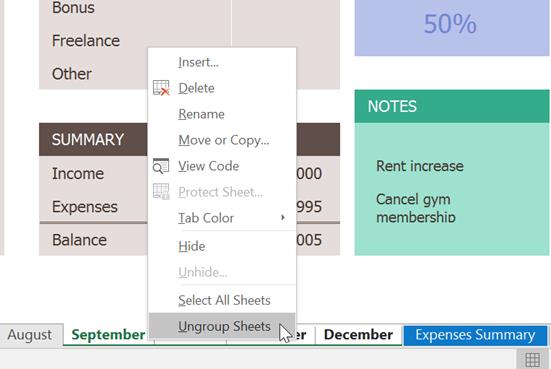 Bonus
Freelance
Other
50%
Insert...
Delete
Rename
Move or Copy...
View Code
Protect Sheet...
Tab Color
Hide
Unhide...
Select All Sheets
Ungroup Sheets
SUMMARY
Income 000
Expenses 995
Balance 005
NOTES
Rent increase
Cancel gym
membership
August September er December Expenses Summary